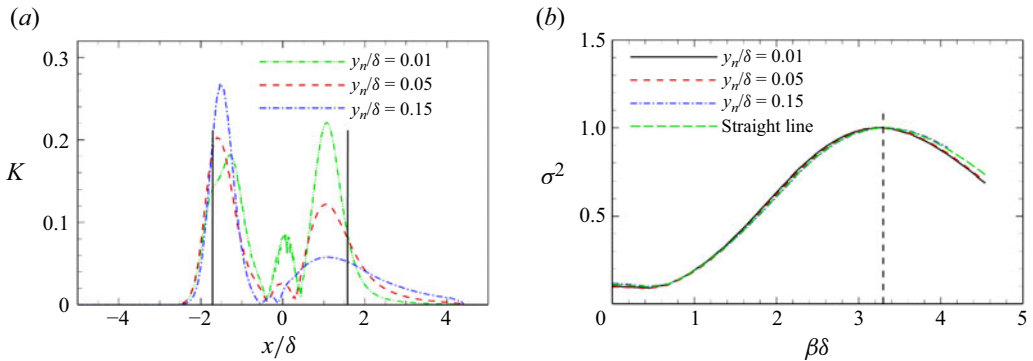 (a)
0.3
0.2
0.1
0
K
yn/δ = 0.01
yn/δ = 0.05
yn/δ = 0.15
−4 −2 0 2 4
x/δ
(b)
1.5
1.0
0.5
σ²
yn/δ = 0.01
yn/δ = 0.05
yn/δ = 0.15
Straight line
0 1 2 3 4 5
βδ